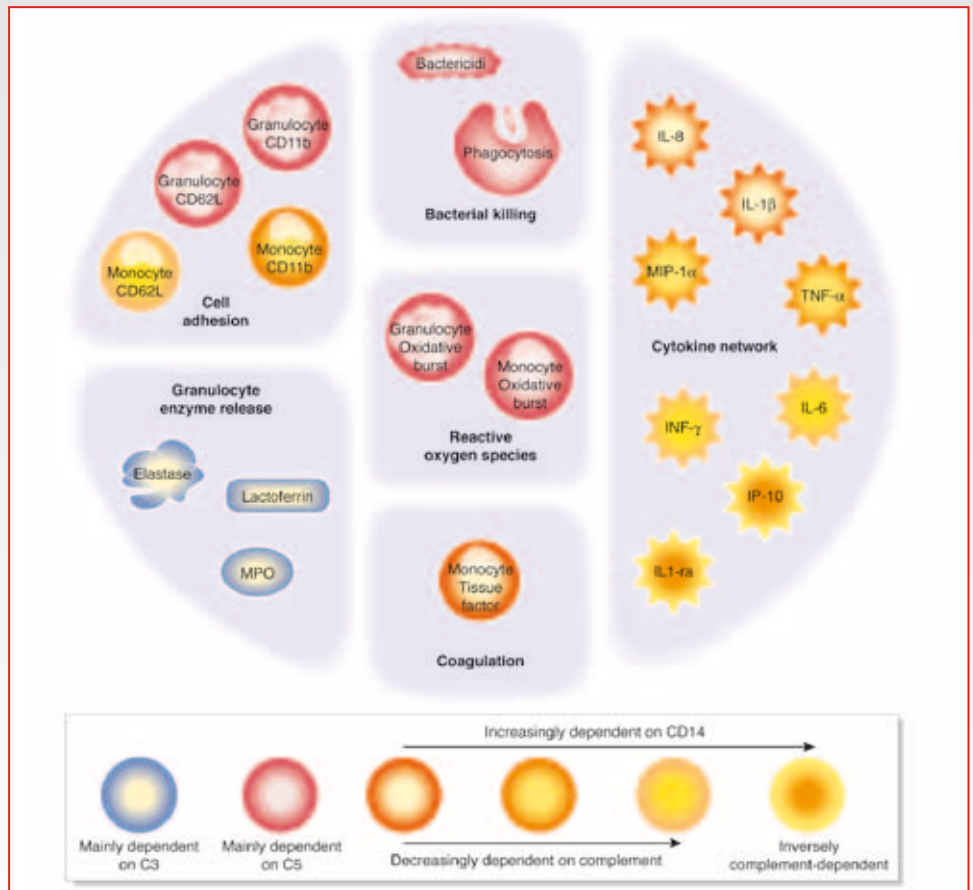 Granulocyte
CD11b
Granulocyte
CD62L
Monocyte
CD11b
Monocyte
CD62L
Cell
adhesion
Bactericidi
Phagocytosis
Bacterial killing
IL-8
IL-1β
MIP-1α
TNF-α
Cytokine network
INF-γ
IL-6
IP-10
IL1-ra
Granulocyte
enzyme release
Elastase
Lactoferrin
MPO
Granulocyte
Oxidative
burst
Monocyte
Oxidative
burst
Reactive
oxygen species
Monocyte
Tissue
factor
Coagulation
Increasingly dependent on CD14
Mainly dependent
on C3
Mainly dependent
on C5
Decreasingly dependent on complement
Inversely
complement-dependent